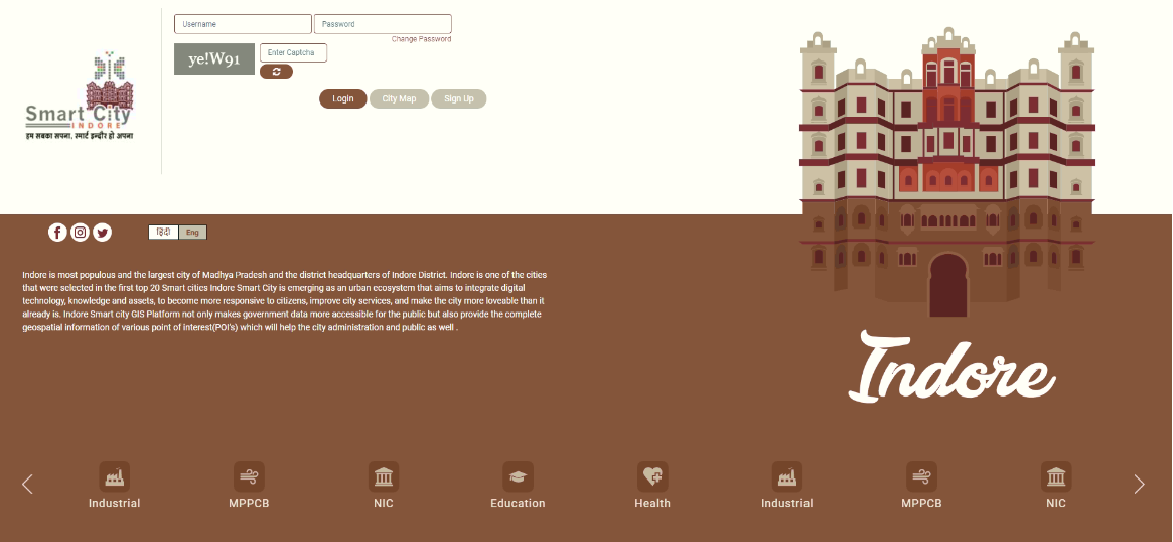 Username
Password
Change Password
ye!W91
Enter Captcha
Login
City Map
Sign Up
Smart City
INDORE
हम सबका सपना, स्मार्ट इन्दौर हो अपना
हिंदी
Eng
Indore is most populous and the largest city of Madhya Pradesh and the district headquarters of Indore District. Indore is one of the cities
that were selected in the first top 20 Smart cities Indore Smart City is emerging as an urban ecosystem that aims to integrate digital
technology, knowledge and assets, to become more responsive to citizens, improve city services, and make the city more loveable than it
already is. Indore Smart city GIS Platform not only makes government data more accessible for the public but also provide the complete
geospatial information of various point of interest(POI's) which will help the city administration and public as well .
Indore
Industrial
MPPCB
NIC
Education
Health
Industrial
MPPCB
NIC